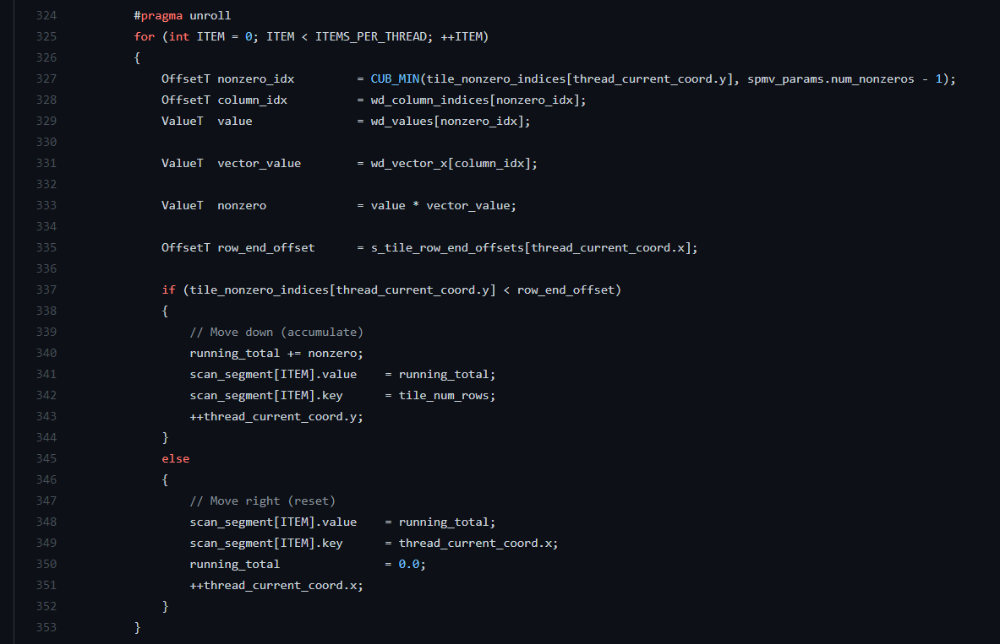 324 #pragma unroll
325 for (int ITEM = 0; ITEM < ITEMS_PER_THREAD; ++ITEM)
326 {
327 OffsetT nonzero_idx = CUB_MIN(tile_nonzero_indices[thread_current_coord.y], spmv_params.num_nonzeros - 1);
328 OffsetT column_idx = wd_column_indices[nonzero_idx];
329 ValueT value = wd_values[nonzero_idx];
330
331 ValueT vector_value = wd_vector_x[column_idx];
332
333 ValueT nonzero = value * vector_value;
334
335 OffsetT row_end_offset = s_tile_row_end_offsets[thread_current_coord.x];
336
337 if (tile_nonzero_indices[thread_current_coord.y] < row_end_offset)
338 {
339 // Move down (accumulate)
340 running_total += nonzero;
341 scan_segment[ITEM].value = running_total;
342 scan_segment[ITEM].key = tile_num_rows;
343 ++thread_current_coord.y;
344 }
345 else
346 {
347 // Move right (reset)
348 scan_segment[ITEM].value = running_total;
349 scan_segment[ITEM].key = thread_current_coord.x;
350 running_total = 0.0;
351 ++thread_current_coord.x;
352 }
353 }